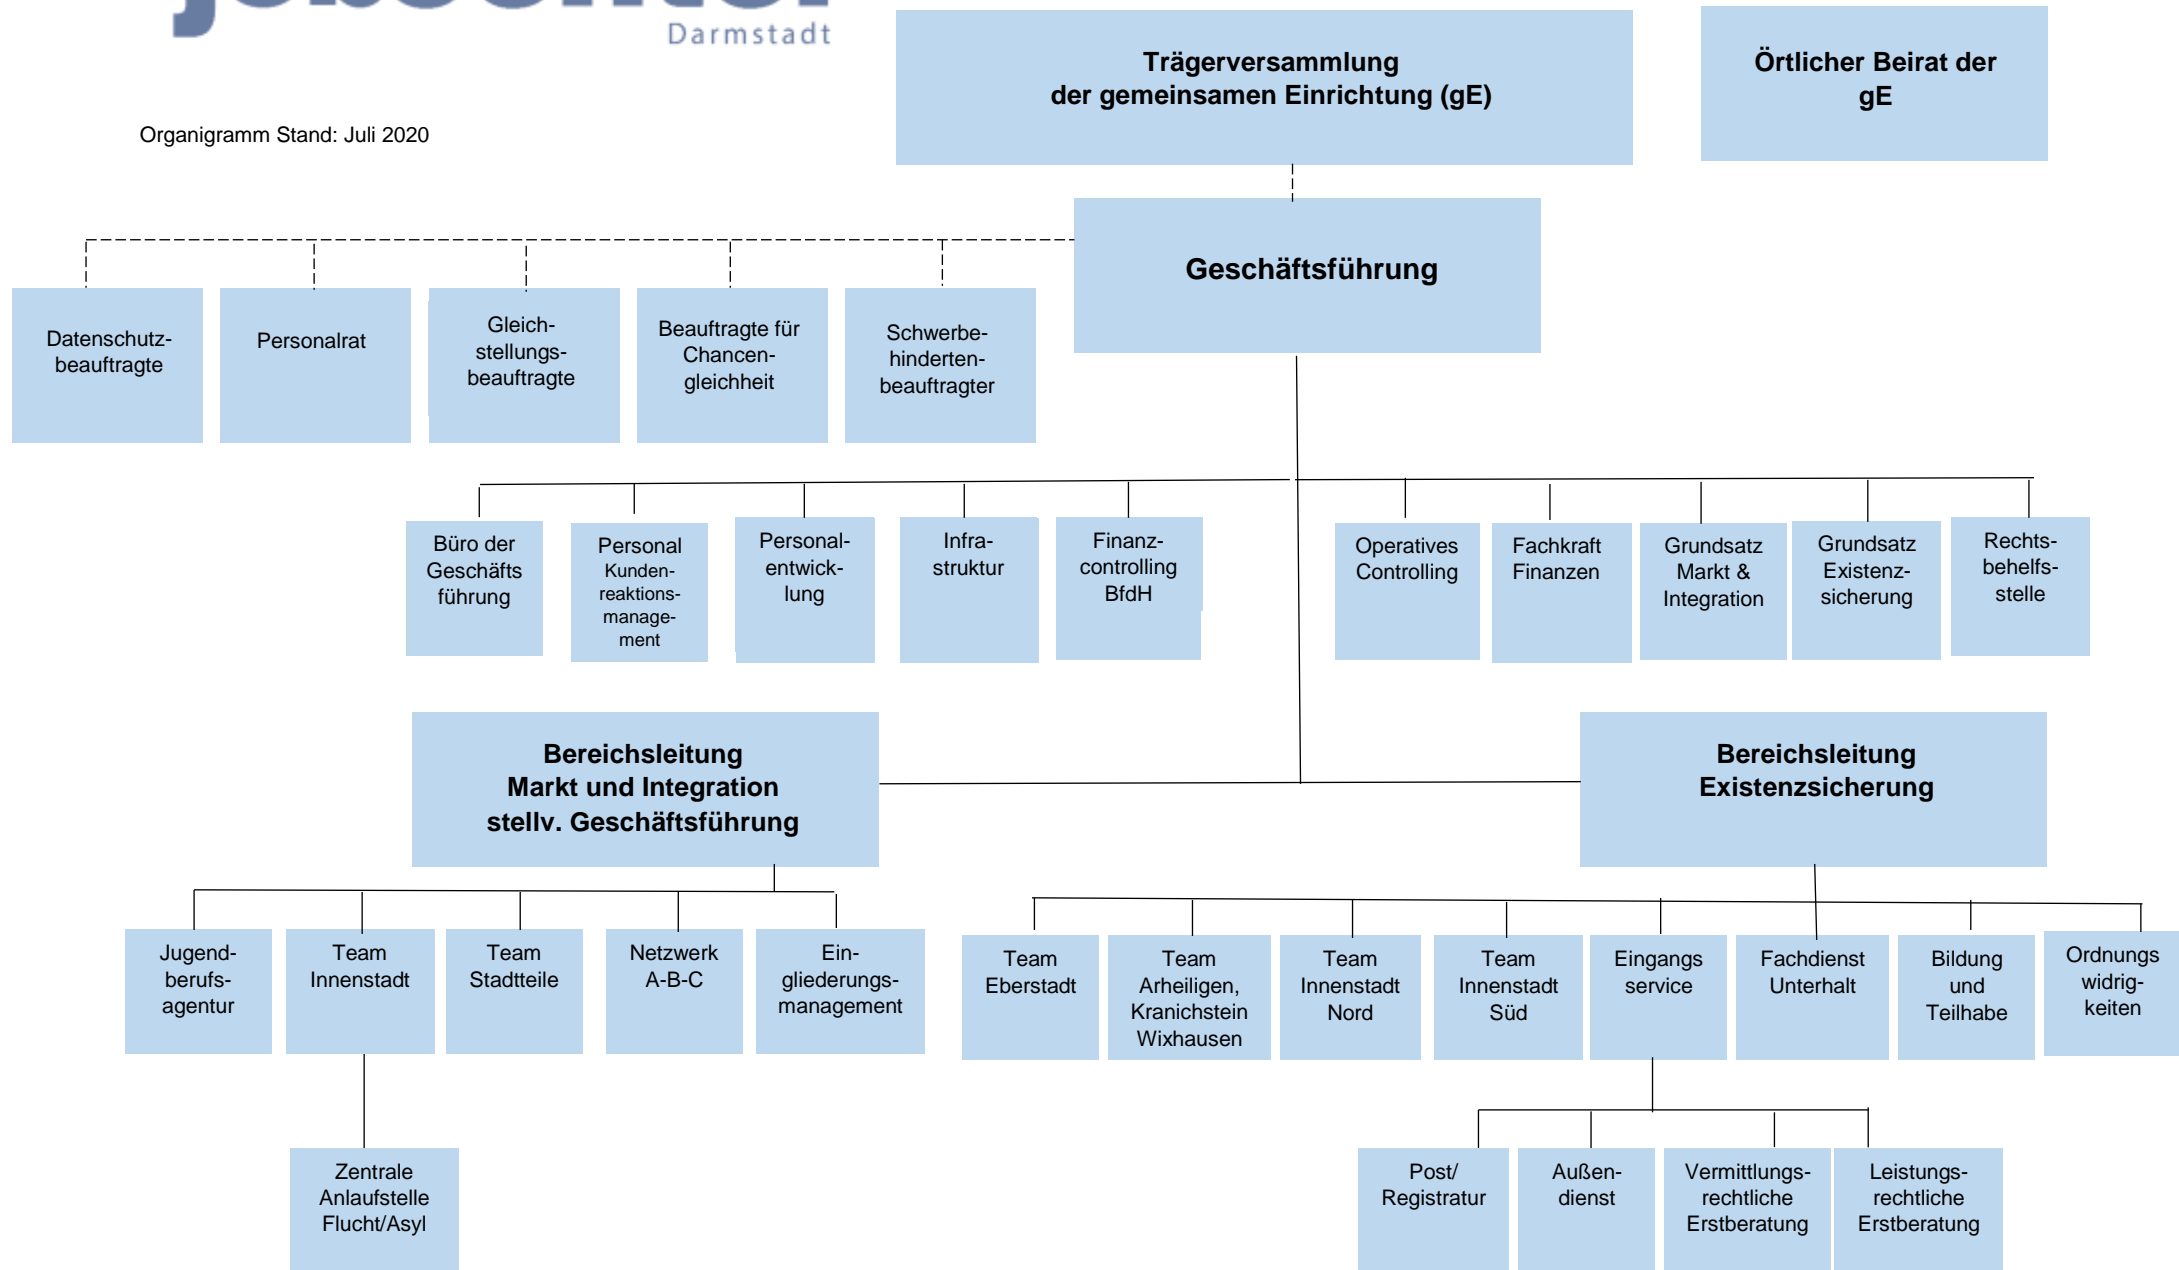 Darmstadt
Organigramm Stand: Juli 2020
Trägerversammlung
der gemeinsamen Einrichtung (gE)
Örtlicher Beirat der
gE
Geschäftsführung
Datenschutz-
beauftragte
Personalrat
Gleich-
stellungs-
beauftragte
Beauftragte für
Chancen-
gleichheit
Schwerbe-
hinderten-
beauftragter
Büro der
Geschäfts
führung
Personal
Kunden-
reaktions-
manage-
ment
Personal-
entwick-
lung
Infra-
struktur
Finanz-
controlling
BfdH
Operatives
Controlling
Fachkraft
Finanzen
Grundsatz
Markt &
Integration
Grundsatz
Existenz-
sicherung
Rechts-
behelfs-
stelle
Bereichsleitung
Markt und Integration
stellv. Geschäftsführung
Bereichsleitung
Existenzsicherung
Jugend-
berufs-
agentur
Team
Innenstadt
Team
Stadtteile
Netzwerk
A-B-C
Ein-
gliederungs-
management
Team
Eberstadt
Team
Arheiligen,
Kranichstein
Wixhausen
Team
Innenstadt
Nord
Team
Innenstadt
Süd
Eingangs
service
Fachdienst
Unterhalt
Bildung
und
Teilhabe
Ordnungs
widrig-
keiten
Zentrale
Anlaufstelle
Flucht/Asyl
Post/
Registratur
Außen-
dienst
Vermittlungs-
rechtliche
Erstberatung
Leistungs-
rechtliche
Erstberatung